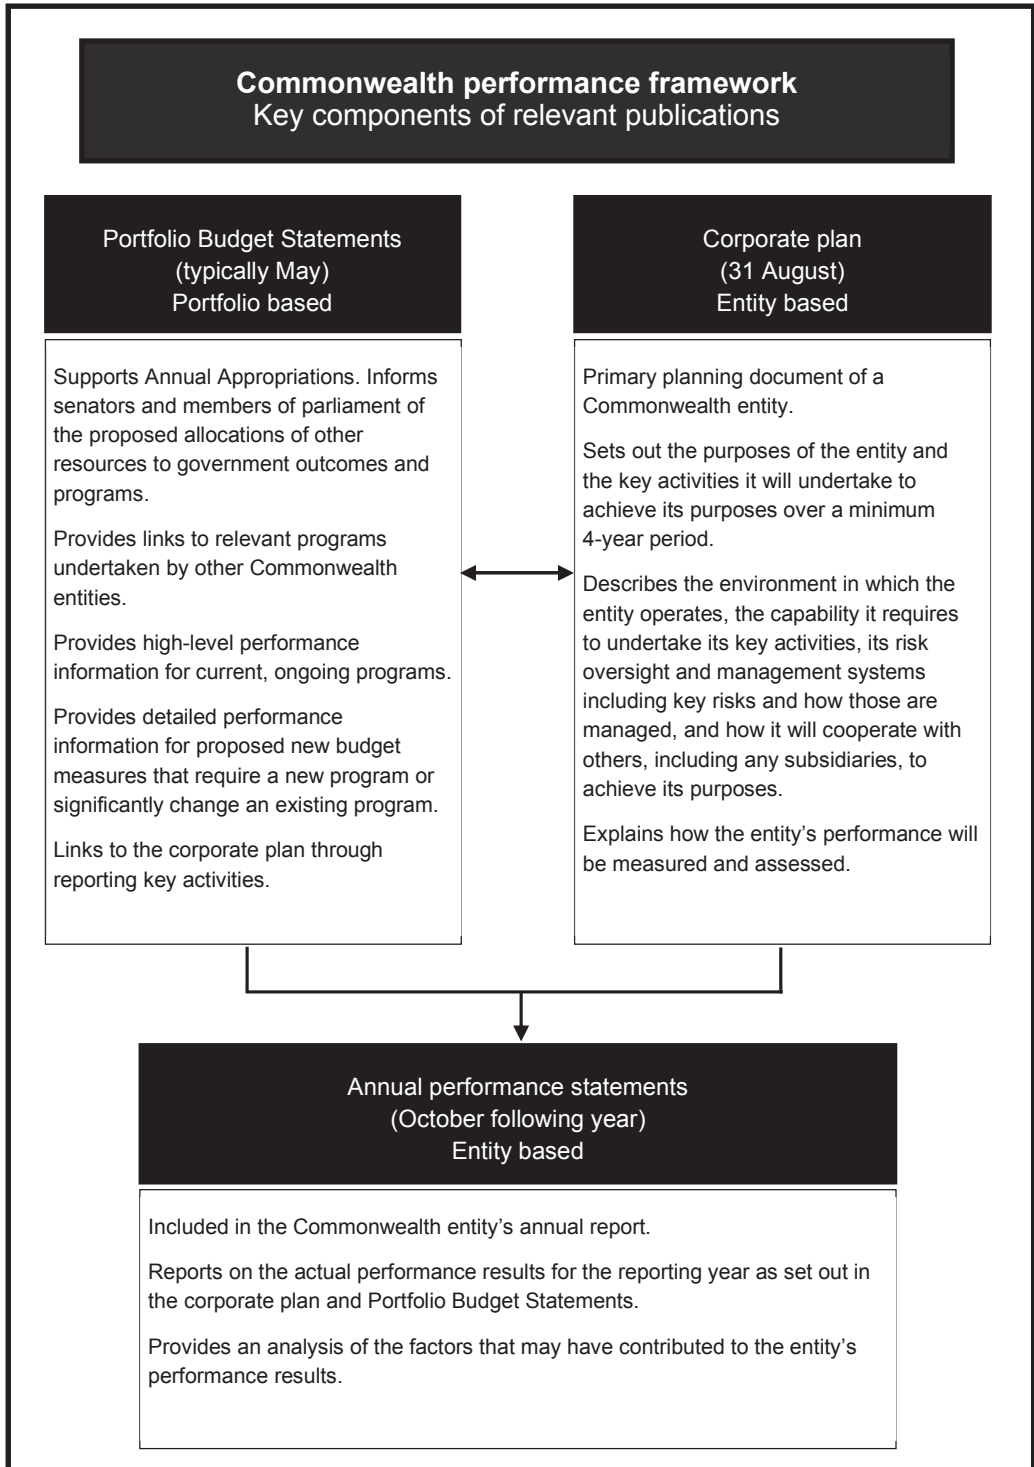 Commonwealth performance framework
Key components of relevant publications
Portfolio Budget Statements
(typically May)
Portfolio based
Supports Annual Appropriations. Informs
senators and members of parliament of
the proposed allocations of other
resources to government outcomes and
programs.
Provides links to relevant programs
undertaken by other Commonwealth
entities.
Provides high-level performance
information for current, ongoing programs.
Provides detailed performance
information for proposed new budget
measures that require a new program or
significantly change an existing program.
Links to the corporate plan through
reporting key activities.
Corporate plan
(31 August)
Entity based
Primary planning document of a
Commonwealth entity.
Sets out the purposes of the entity and
the key activities it will undertake to
achieve its purposes over a minimum
4-year period.
Describes the environment in which the
entity operates, the capability it requires
to undertake its key activities, its risk
oversight and management systems
including key risks and how those are
managed, and how it will cooperate with
others, including any subsidiaries, to
achieve its purposes.
Explains how the entity’s performance will
be measured and assessed.
Annual performance statements
(October following year)
Entity based
Included in the Commonwealth entity’s annual report.
Reports on the actual performance results for the reporting year as set out in
the corporate plan and Portfolio Budget Statements.
Provides an analysis of the factors that may have contributed to the entity’s
performance results.